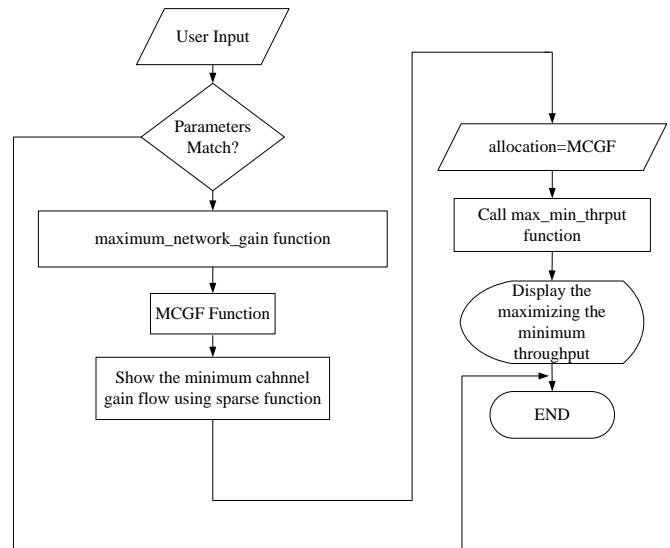 User Input
Parameters
Match?
maximum_network_gain function
MCGF Function
Show the minimum cahnnel
gain flow using sparse function
allocation=MCGF
Call max_min_thrput
function
Display the
maximizing the
minimum
throughput
END